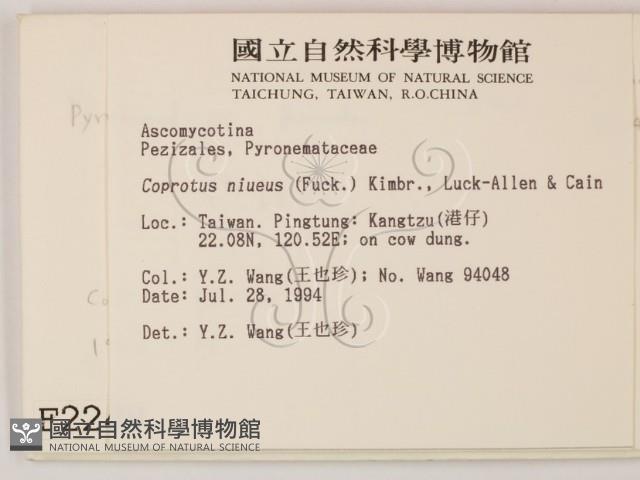 國立自然科學博物館
NATIONAL MUSEUM OF NATURAL SCIENCE
TAICHUNG, TAIWAN, R.O.CHINA
Pyr
Ascomycotina
Pezizales, Pyronemataceae
Coprotus niueus (Fuck.) Kimbr., Luck-Allen & Cain
Loc.: Taiwan. Pingtung: Kangtzu(港仔)
22.08N, 120.52E; on cow dung.
Col.: Y.Z. Wang(王也珍); No. Wang 94048
Date: Jul. 28, 1994
Det.: Y.Z. Wang(王也珍)
F22
國立自然科學博物館
NATIONAL MUSEUM OF NATURAL SCIENCE